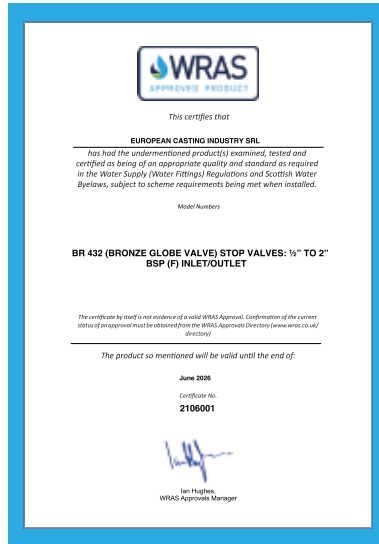 WRAS
APPROVED PRODUCT
This certifies that
EUROPEAN CASTING INDUSTRY SRL
has had the undermentioned product(s) examined, tested and
certified as being of an appropriate quality and standard as required
in the Water Supply (Water Fittings) Regulations and Scottish Water
Byelaws, subject to scheme requirements being met when installed.
Model Numbers
BR 432 (BRONZE GLOBE VALVE) STOP VALVES: ½" TO 2"
BSP (F) INLET/OUTLET
The certificate by itself is not evidence of a valid WRAS Approval. Confirmation of the current
status of an approval must be obtained from the WRAS Approvals Directory (www.wras.co.uk/
directory)
The product so mentioned will be valid until the end of:
June 2026
Certificate No.
2106001
Ian Hughes,
WRAS Approvals Manager